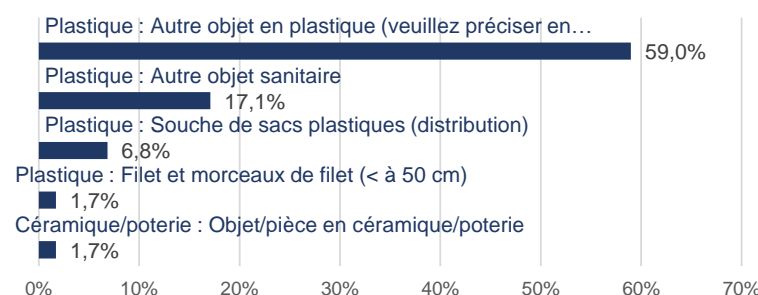 Plastique : Autre objet en plastique (veuillez préciser en…
59,0%
Plastique : Autre objet sanitaire
17,1%
Plastique : Souche de sacs plastiques (distribution)
6,8%
Plastique : Filet et morceaux de filet (< à 50 cm)
1,7%
Céramique/poterie : Objet/pièce en céramique/poterie
1,7%
0% 10% 20% 30% 40% 50% 60% 70%